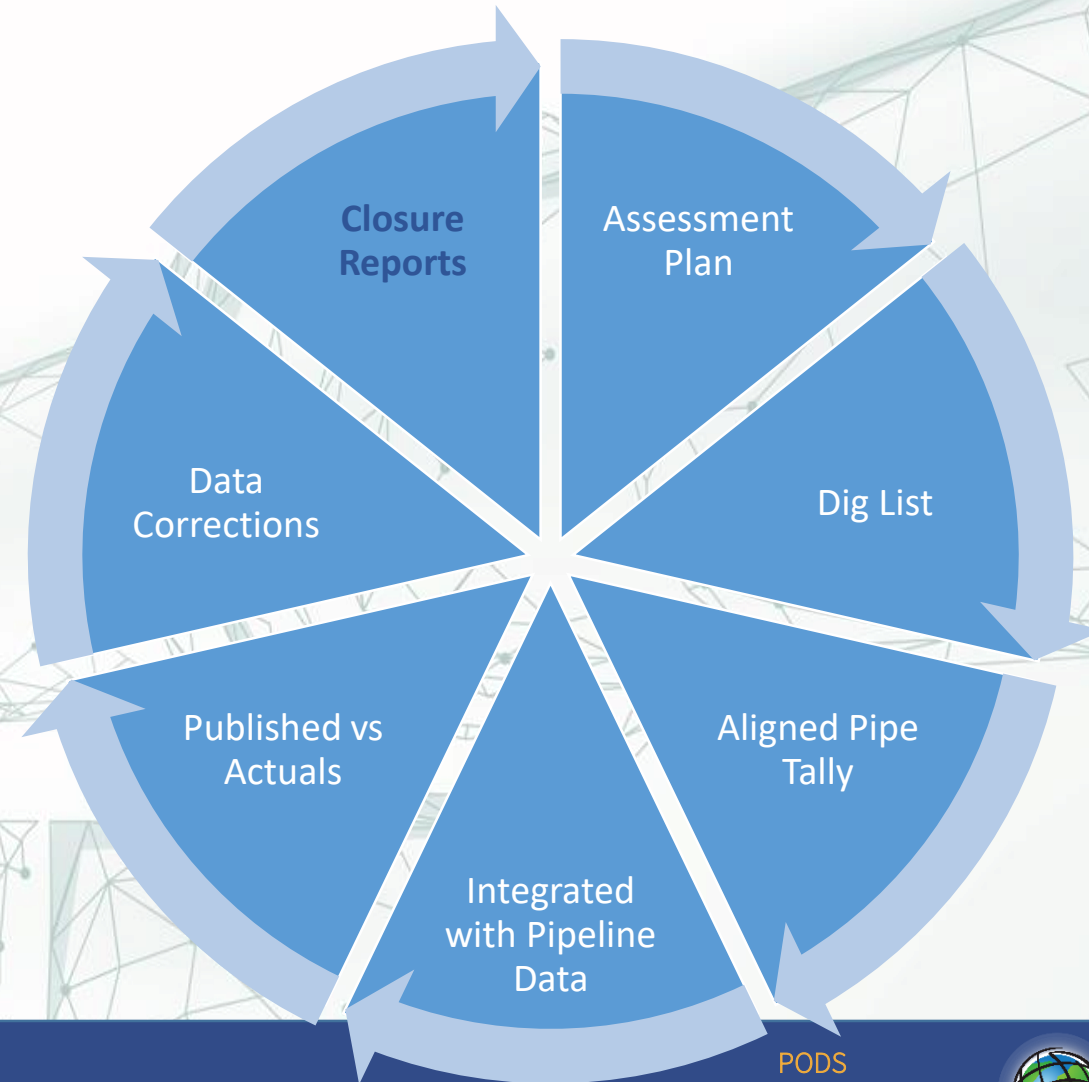 Closure
Reports
Assessment
Plan
Dig List
Aligned Pipe
Tally
Integrated
with Pipeline
Data
Published vs
Actuals
Data
Corrections
PODS